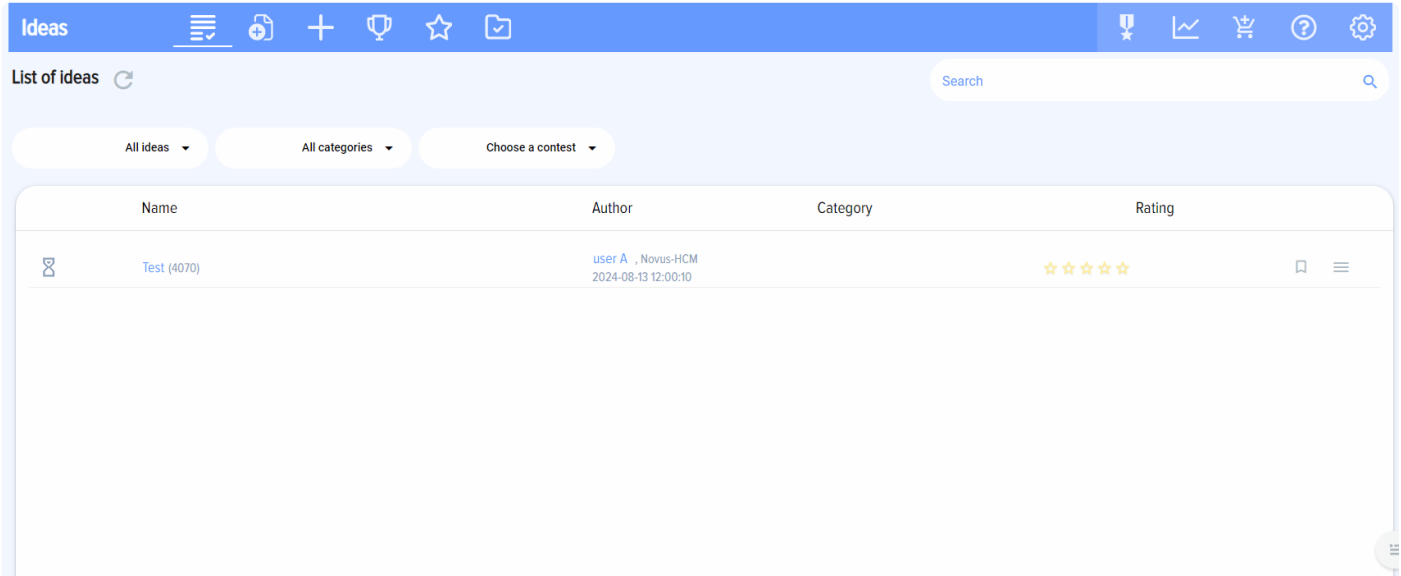 Ideas
List of ideas
Search
All ideas
All categories
Choose a contest
Name Author Category Rating
Test (4070)
user A , Novus-HCM
2024-08-13 12:00:10